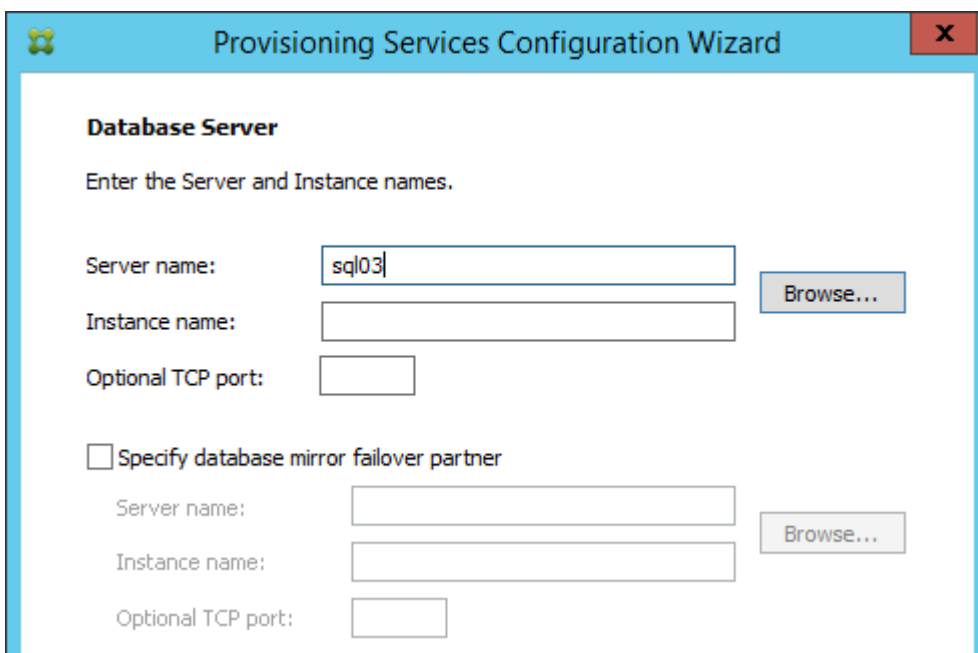 Provisioning Services Configuration Wizard
x
Database Server
Enter the Server and Instance names.
Server name: sql03
Browse...
Instance name:
Optional TCP port:
Specify database mirror failover partner
Server name:
Browse...
Instance name:
Optional TCP port: